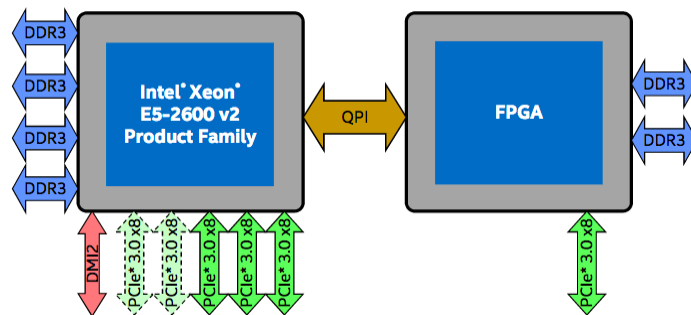 DDR3
DDR3
DDR3
DDR3
Intel® Xeon®
E5-2600 v2
Product Family
QPI
FPGA
DDR3
DDR3
DMI2
PCIe* 3.0 x8
PCIe* 3.0 x8
PCIe* 3.0 x8
PCIe* 3.0 x8
PCIe* 3.0 x8
PCIe* 3.0 x8